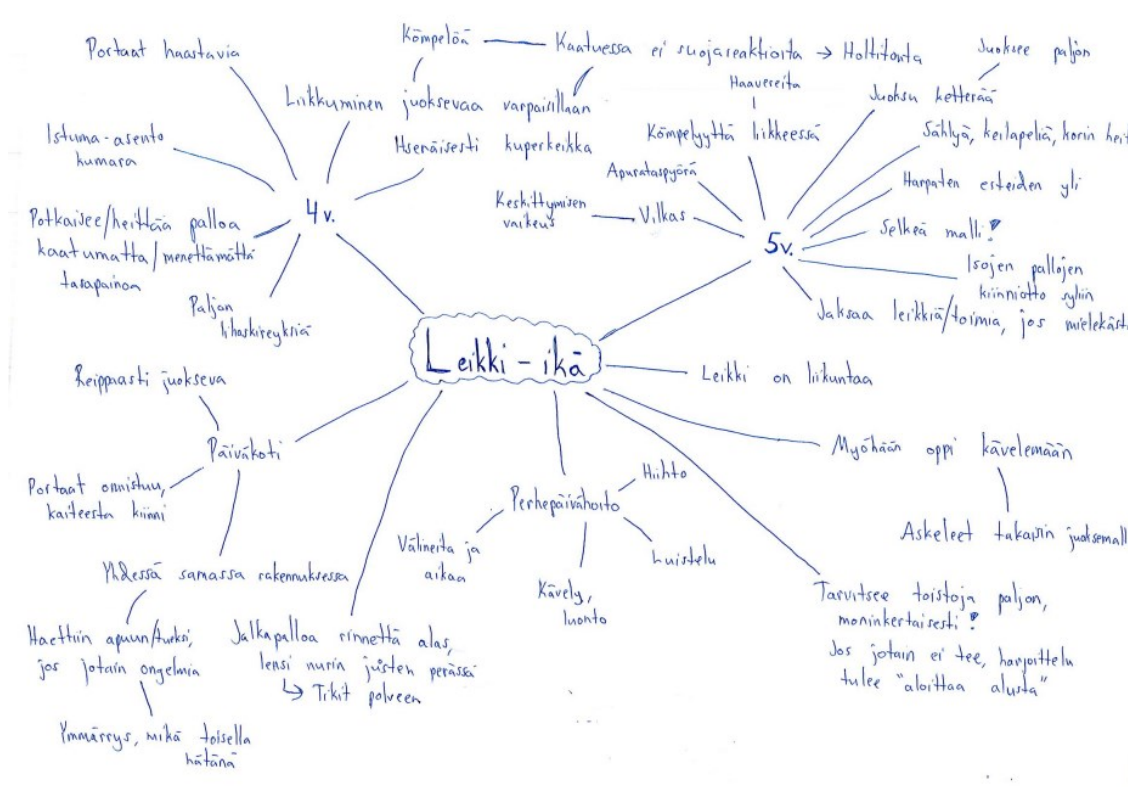 Portaat haastavia
Kömpelöä
Kaatuessa ei suojareaktioita → Holtitonta
Juoksee paljon
Liikkuminen juoksevaa varpaisillaan
Haavereita
Juoksu ketterää
Istuma-asento
kumara
Itsenäisesti kuperkeikka
Kömpelyyttä liikkeessä
Sählyä, keilapeliä, korin heit
Apurataspyörä
Harpaten esteiden yli
Potkaisee/heittää palloa
kaatumatta/menettämättä
tasapainon
4 v.
Keskittymisen
vaikeus
Vilkas
5 v.
Selkeä malli!
Isojen pallojen
kiinniotto syliin
Paljon
lihaskireyksiä
Jaksaa leikkiä/toimia, jos mielekäst
Leikki-ikä
Reippaasti juokseva
Leikki on liikuntaa
Päiväkoti
Myöhään oppi kävelemään
Portaat onnistuu,
kaiteesta kiinni
Perhepäivähoito
Hiihto
Askeleet takaisin juoksemall
Välineitä ja
aikaa
Luistelu
Kävely,
luonto
Yhdessä samassa rakennuksessa
Tarvitsee toistoja paljon,
moninkertaisesti!
Jos jotain ei tee, harjoittelu
tulee "aloittaa alusta"
Haettiin apuun/tueksi,
jos jotain ongelmia
Jalkapalloa rinnettä alas,
lensi nurin justen perässä
↳ Tikit polveen
Ymmärrys, mikä toisella
hätänä